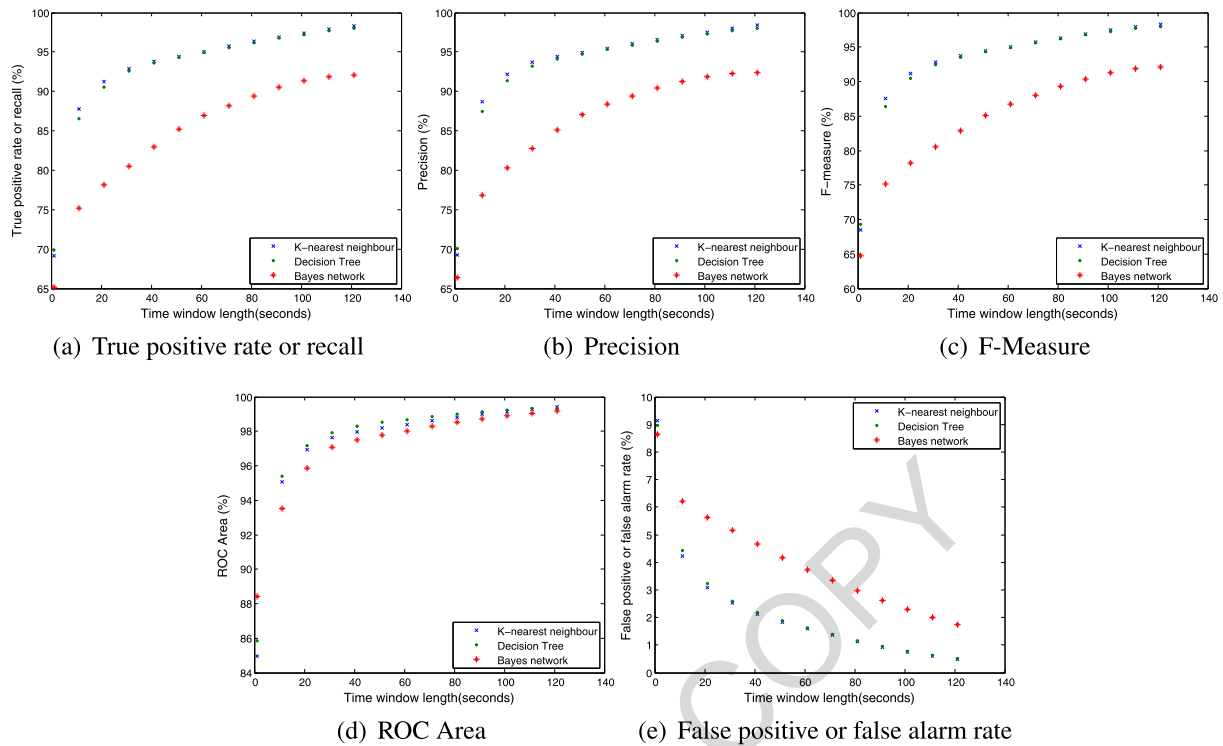 100
95
90
85
80
75
70
65
0 20 40 60 80 100 120 140
True positive rate or recall (%)
Time window length(seconds)
K-nearest neighbour
Decision Tree
Bayes network
(a) True positive rate or recall
100
95
90
85
80
75
70
65
0 20 40 60 80 100 120 140
Precision (%)
Time window length(seconds)
K-nearest neighbour
Decision Tree
Bayes network
(b) Precision
100
95
90
85
80
75
70
65
60
0 20 40 60 80 100 120 140
F-measure (%)
Time window length(seconds)
K-nearest neighbour
Decision Tree
Bayes network
(c) F-Measure
100
98
96
94
92
90
88
86
84
0 20 40 60 80 100 120 140
ROC Area (%)
Time window length(seconds)
K-nearest neighbour
Decision Tree
Bayes network
(d) ROC Area
10
9
8
7
6
5
4
3
2
1
0
0 20 40 60 80 100 120 140
False positive or false alarm rate (%)
Time window length(seconds)
K-nearest neighbour
Decision Tree
Bayes network
(e) False positive or false alarm rate
COPY